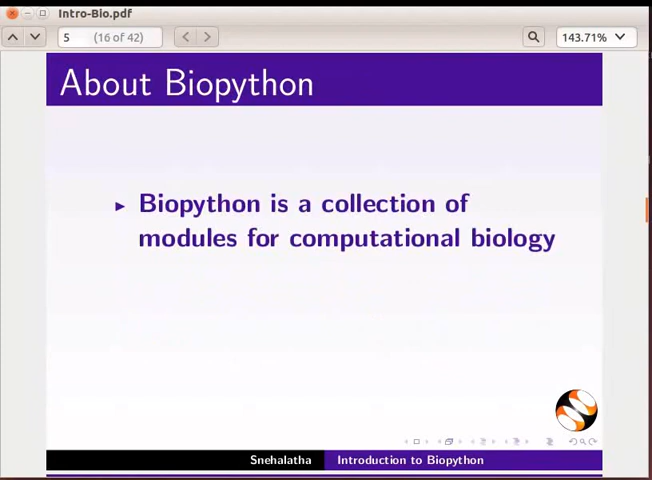 Intro-Bio.pdf
5 (16 of 42) 143.71%
About Biopython
Biopython is a collection of
modules for computational biology
Snehalatha Introduction to Biopython